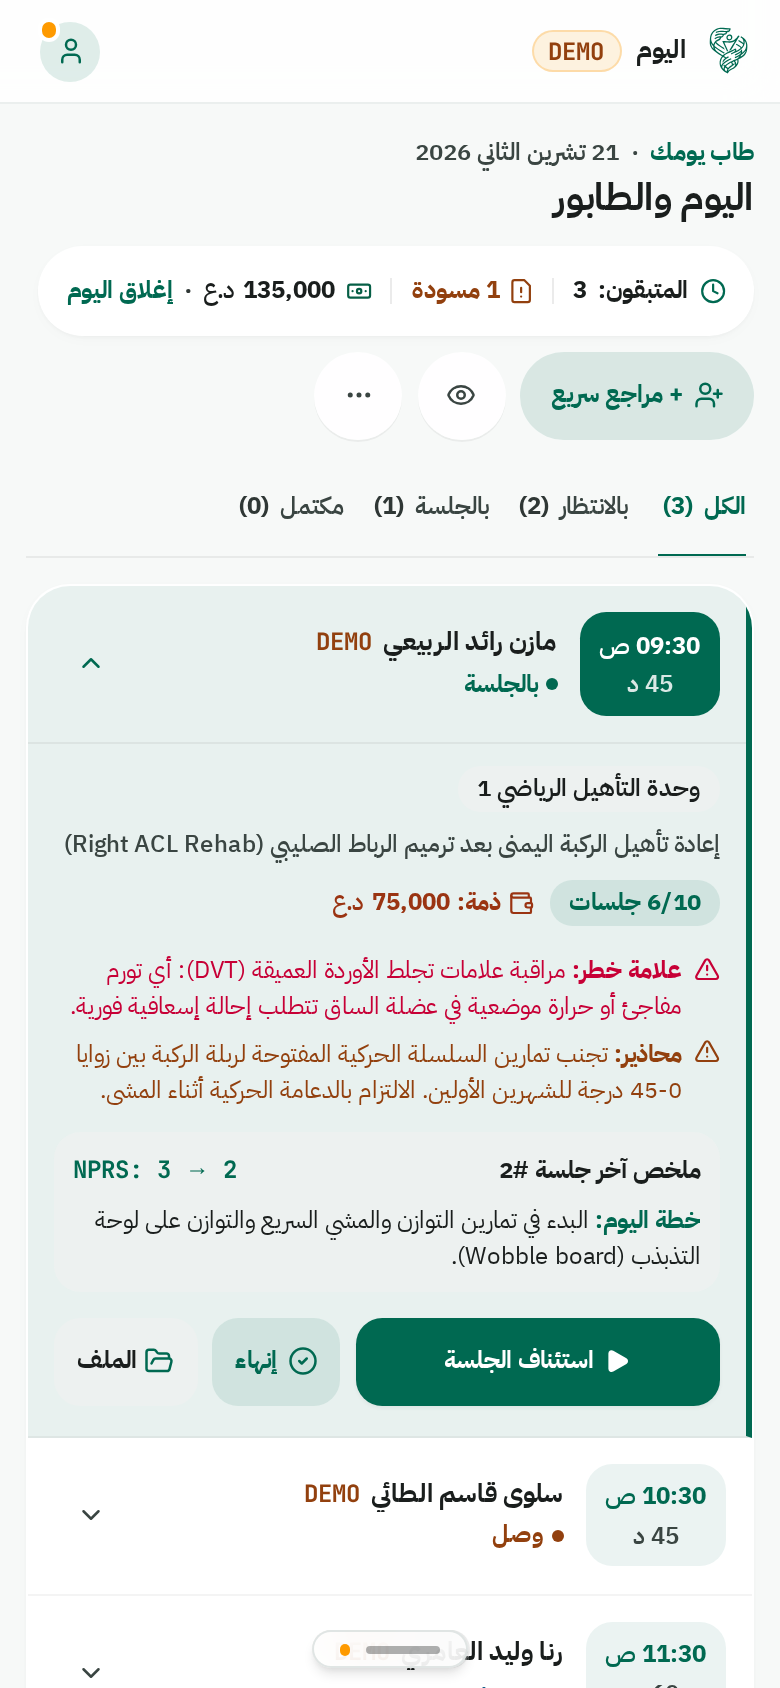 اليوم DEMO
طاب يومك · 21 تشرين الثاني 2026
اليوم والطابور
المتبقون: 3 1 مسودة 135,000 د.ع · إغلاق اليوم
+ مراجع سريع
الكل (3) بالانتظار (2) بالجلسة (1) مكتمل (0)
09:30 ص
45 د
مازن رائد الربيعي DEMO
بالجلسة
وحدة التأهيل الرياضي 1
إعادة تأهيل الركبة اليمنى بعد ترميم الرباط الصليبي (Right ACL Rehab)
6/10 جلسات ذمة: 75,000 د.ع
علامة خطر: مراقبة علامات تجلط الأوردة العميقة (DVT): أي تورم
مفاجئ أو حرارة موضعية في عضلة الساق تتطلب إحالة إسعافية فورية.
محاذير: تجنب تمارين السلسلة الحركية المفتوحة لربلة الركبة بين زوايا
0-45 درجة للشهرين الأولين. الالتزام بالدعامة الحركية أثناء المشي.
ملخص آخر جلسة #2 NPRS: 3 → 2
خطة اليوم: البدء في تمارين التوازن والمشي السريع والتوازن على لوحة
التذبذب (Wobble board).
استئناف الجلسة إنهاء الملف
10:30 ص
45 د
سلوى قاسم الطائي DEMO
وصل
11:30 ص
رنا وليد العامري DEMO